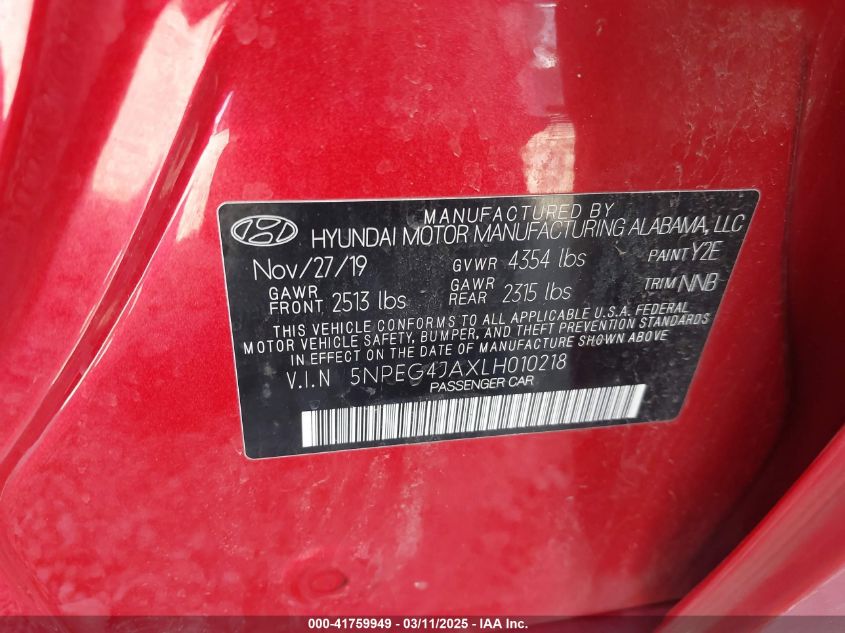 MANUFACTURED BY
HYUNDAI MOTOR MANUFACTURING ALABAMA, LLC
Nov/27/19 GVWR 4354 lbs PAINT Y2E
GAWR FRONT 2513 lbs GAWR REAR 2315 lbs TRIM NNB
THIS VEHICLE CONFORMS TO ALL APPLICABLE U.S.A. FEDERAL
MOTOR VEHICLE SAFETY, BUMPER, AND THEFT PREVENTION STANDARDS
IN EFFECT ON THE DATE OF MANUFACTURE SHOWN ABOVE.
V.I.N 5NPEG4JAXLH010218
PASSENGER CAR
000-41759949 - 03/11/2025 - IAA Inc.